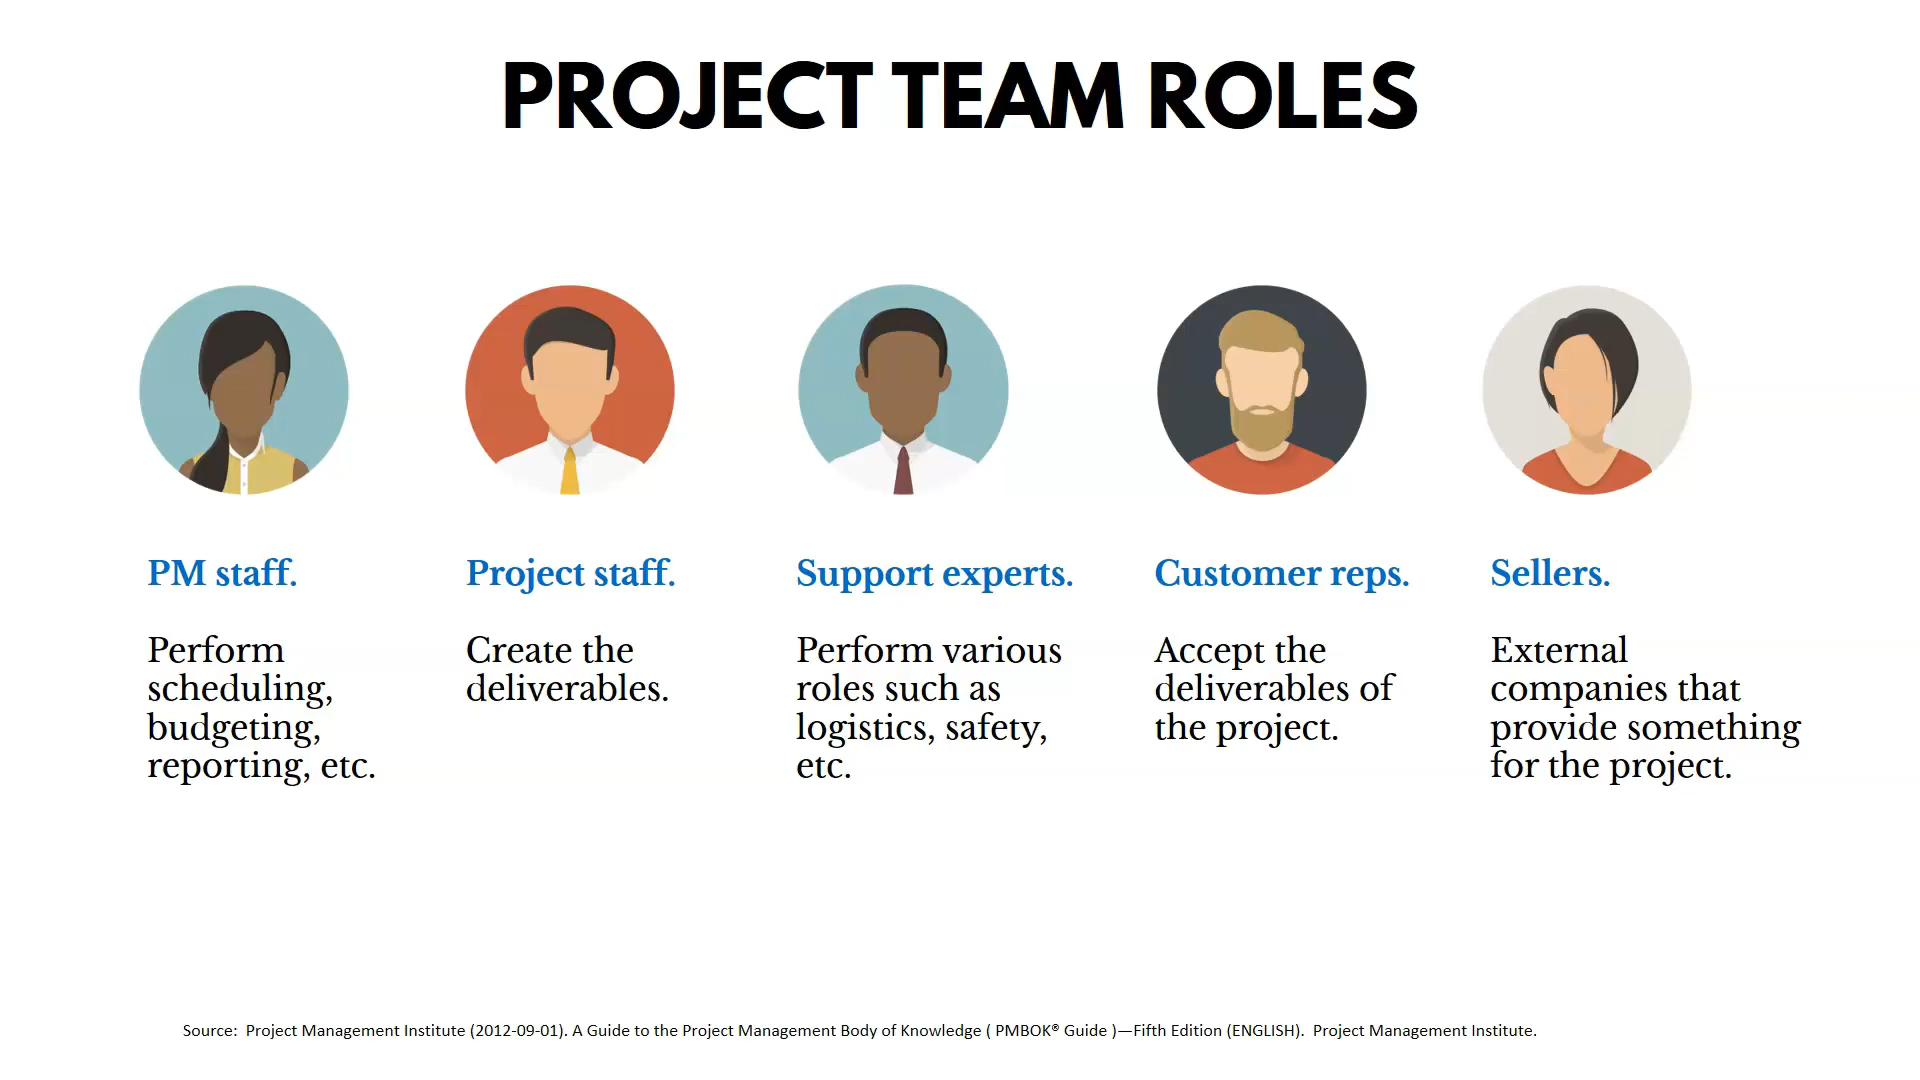 PROJECT TEAM ROLES
PM staff.
Perform
scheduling,
budgeting,
reporting, etc.
Project staff.
Create the
deliverables.
Support experts.
Perform various
roles such as
logistics, safety,
etc.
Customer reps.
Accept the
deliverables of
the project.
Sellers.
External
companies that
provide something
for the project.
Source:  Project Management Institute (2012-09-01). A Guide to the Project Management Body of Knowledge ( PMBOK® Guide )—Fifth Edition (ENGLISH).  Project Management Institute.